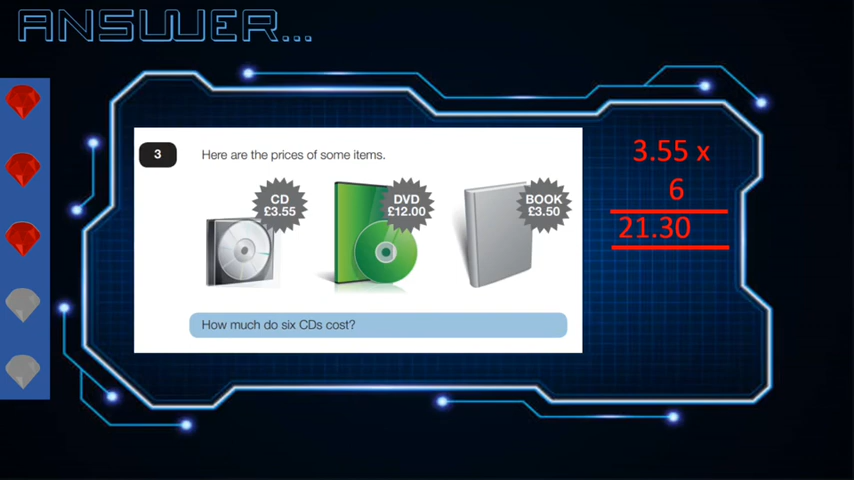 ANSWER...
3
Here are the prices of some items.
CD
£3.55
DVD
£12.00
BOOK
£3.50
How much do six CDs cost?
3.55 x
6
21.30